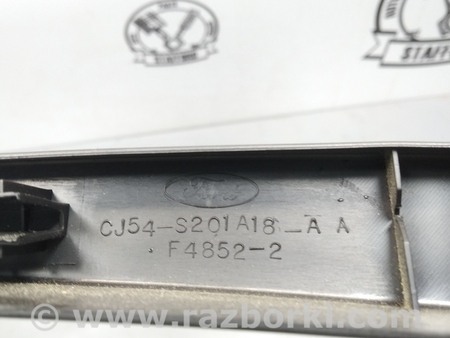 STAFF
Ford
CJ54-S201A18_A A
F4852-2
www.razborki.com